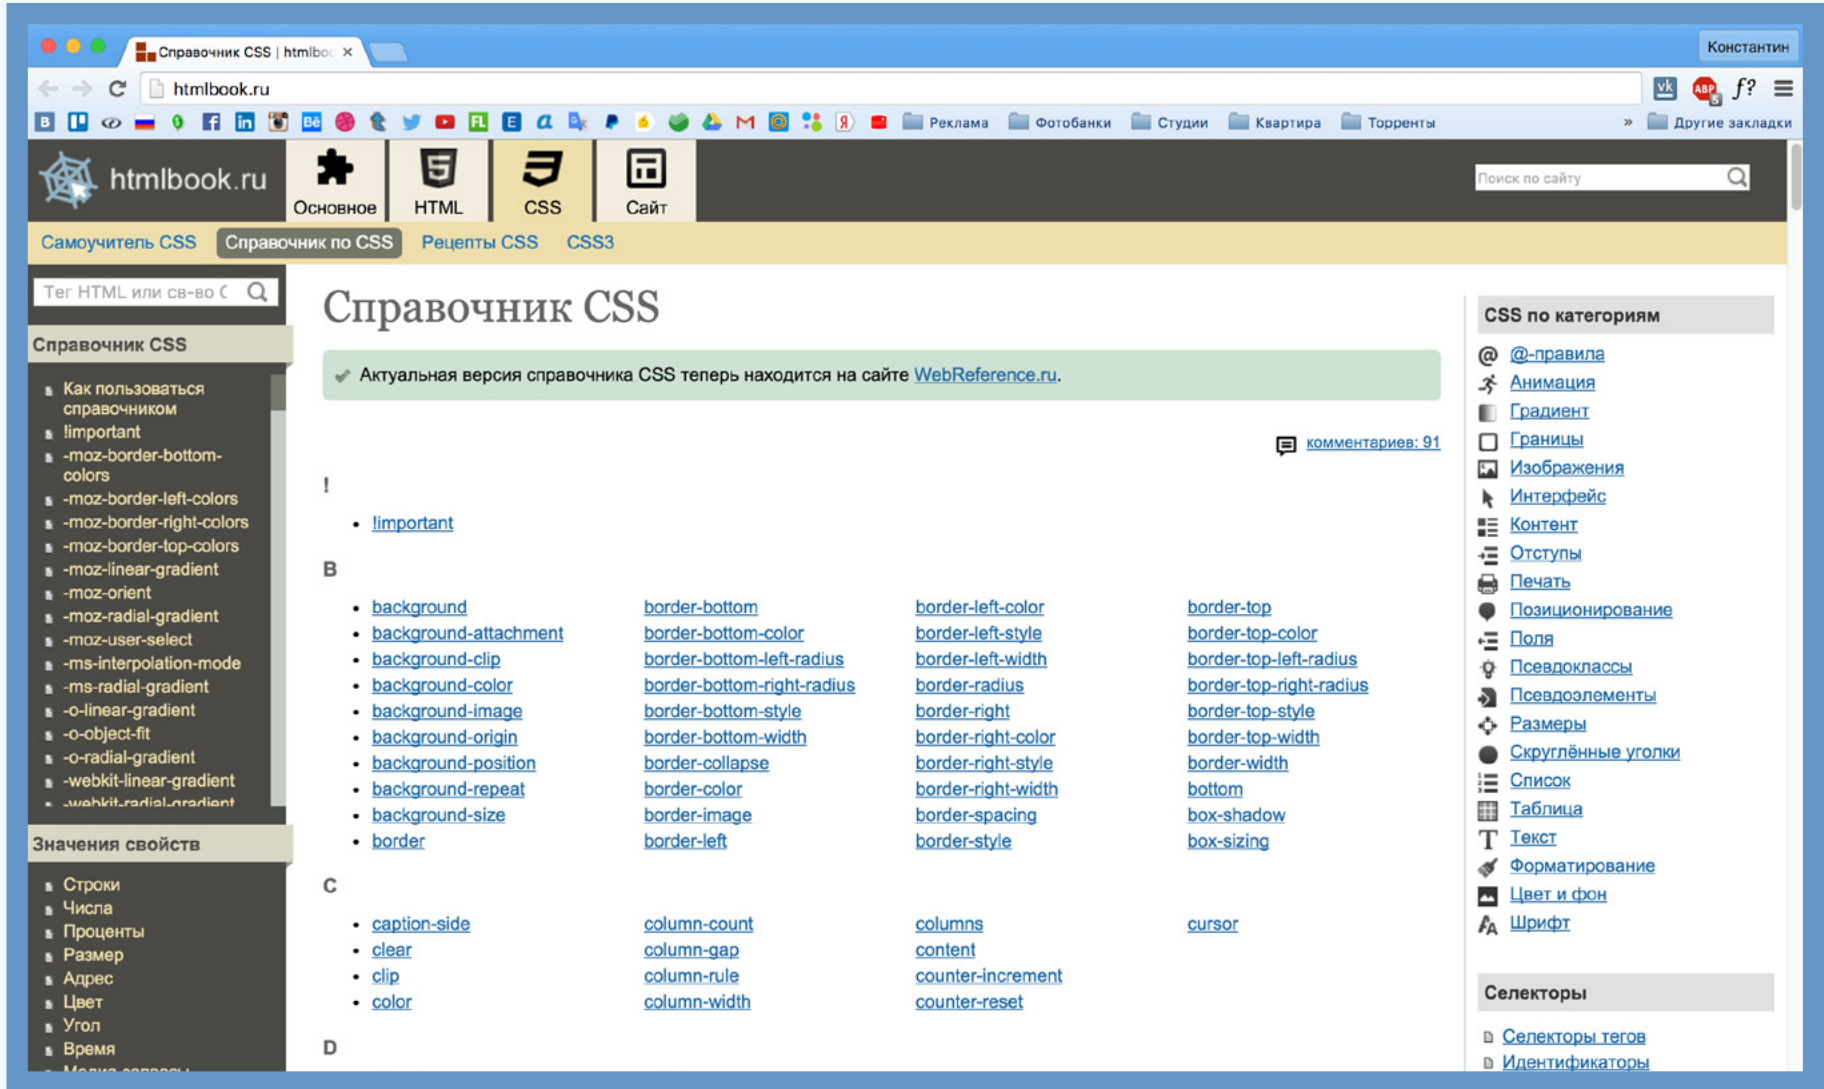 Справочник CSS | htmlboo
Константин
htmlbook.ru
Реклама
Фотобанки
Студии
Квартира
Торренты
»
Другие закладки
htmlbook.ru
Основное
HTML
CSS
Сайт
Поиск по сайту
Самоучитель CSS
Справочник по CSS
Рецепты CSS
CSS3
Тег HTML или св-во C
Справочник CSS
Как пользоваться
справочником
!important
-moz-border-bottom-
colors
-moz-border-left-colors
-moz-border-right-colors
-moz-border-top-colors
-moz-linear-gradient
-moz-orient
-moz-radial-gradient
-moz-user-select
-ms-interpolation-mode
-ms-radial-gradient
-o-linear-gradient
-o-object-fit
-o-radial-gradient
-webkit-linear-gradient
-webkit-radial-gradient
Значения свойств
Строки
Числа
Проценты
Размер
Адрес
Цвет
Угол
Время
Медиа-запросы
Справочник CSS
Актуальная версия справочника CSS теперь находится на сайте WebReference.ru.
комментариев: 91
!
!important
B
background border-bottom border-left-color border-top
background-attachment border-bottom-color border-left-style border-top-color
background-clip border-bottom-left-radius border-left-width border-top-left-radius
background-color border-bottom-right-radius border-radius border-top-right-radius
background-image border-bottom-style border-right border-top-style
background-origin border-bottom-width border-right-color border-top-width
background-position border-collapse border-right-style border-width
background-repeat border-color border-right-width bottom
background-size border-image border-spacing box-shadow
border border-left border-style box-sizing
C
caption-side column-count columns cursor
clear column-gap content
clip column-rule counter-increment
color column-width counter-reset
D
CSS по категориям
@-правила
Анимация
Градиент
Границы
Изображения
Интерфейс
Контент
Отступы
Печать
Позиционирование
Поля
Псевдоклассы
Псевдоэлементы
Размеры
Скруглённые уголки
Список
Таблица
Текст
Форматирование
Цвет и фон
Шрифт
Селекторы
Селекторы тегов
Идентификаторы